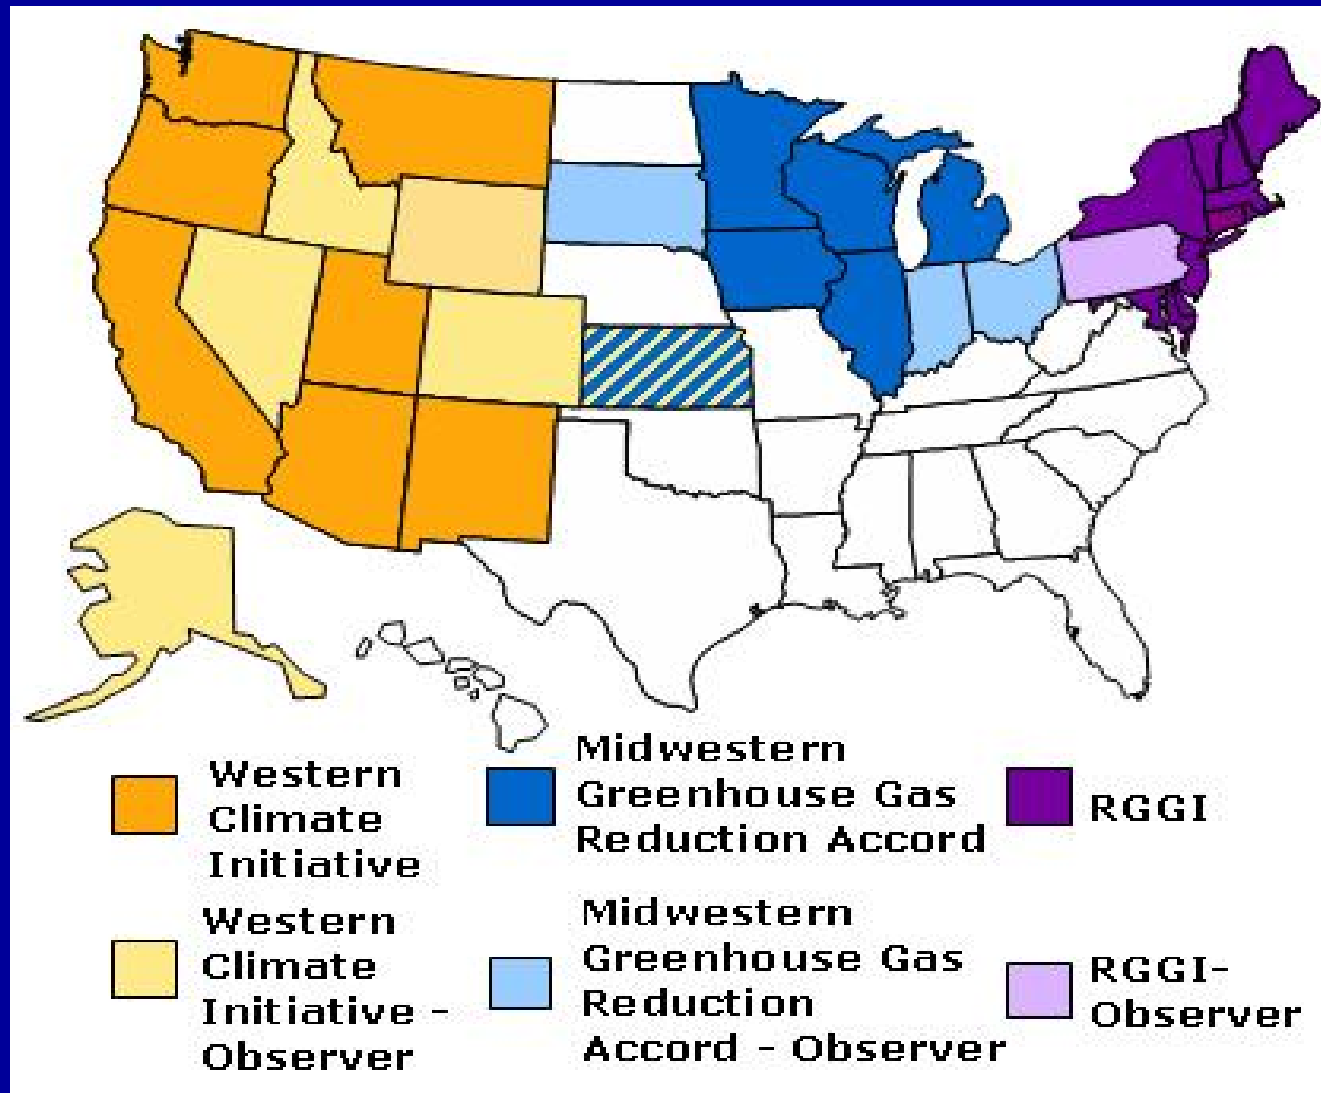 Western
Climate
Initiative
Midwestern
Greenhouse Gas
Reduction Accord
RGGI
Western
Climate
Initiative -
Observer
Midwestern
Greenhouse Gas
Reduction
Accord - Observer
RGGI-
Observer